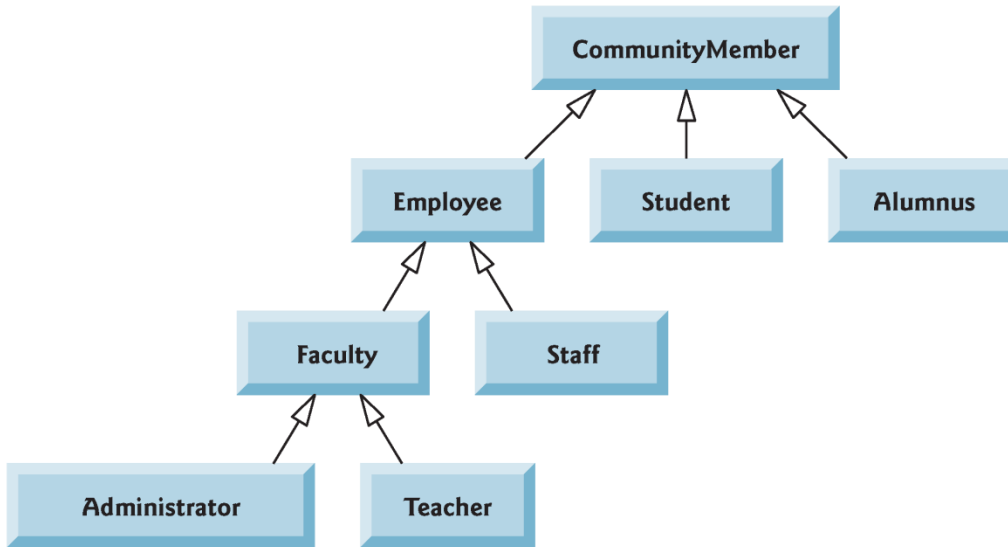 CommunityMember
Employee
Student
Alumnus
Faculty
Staff
Administrator
Teacher